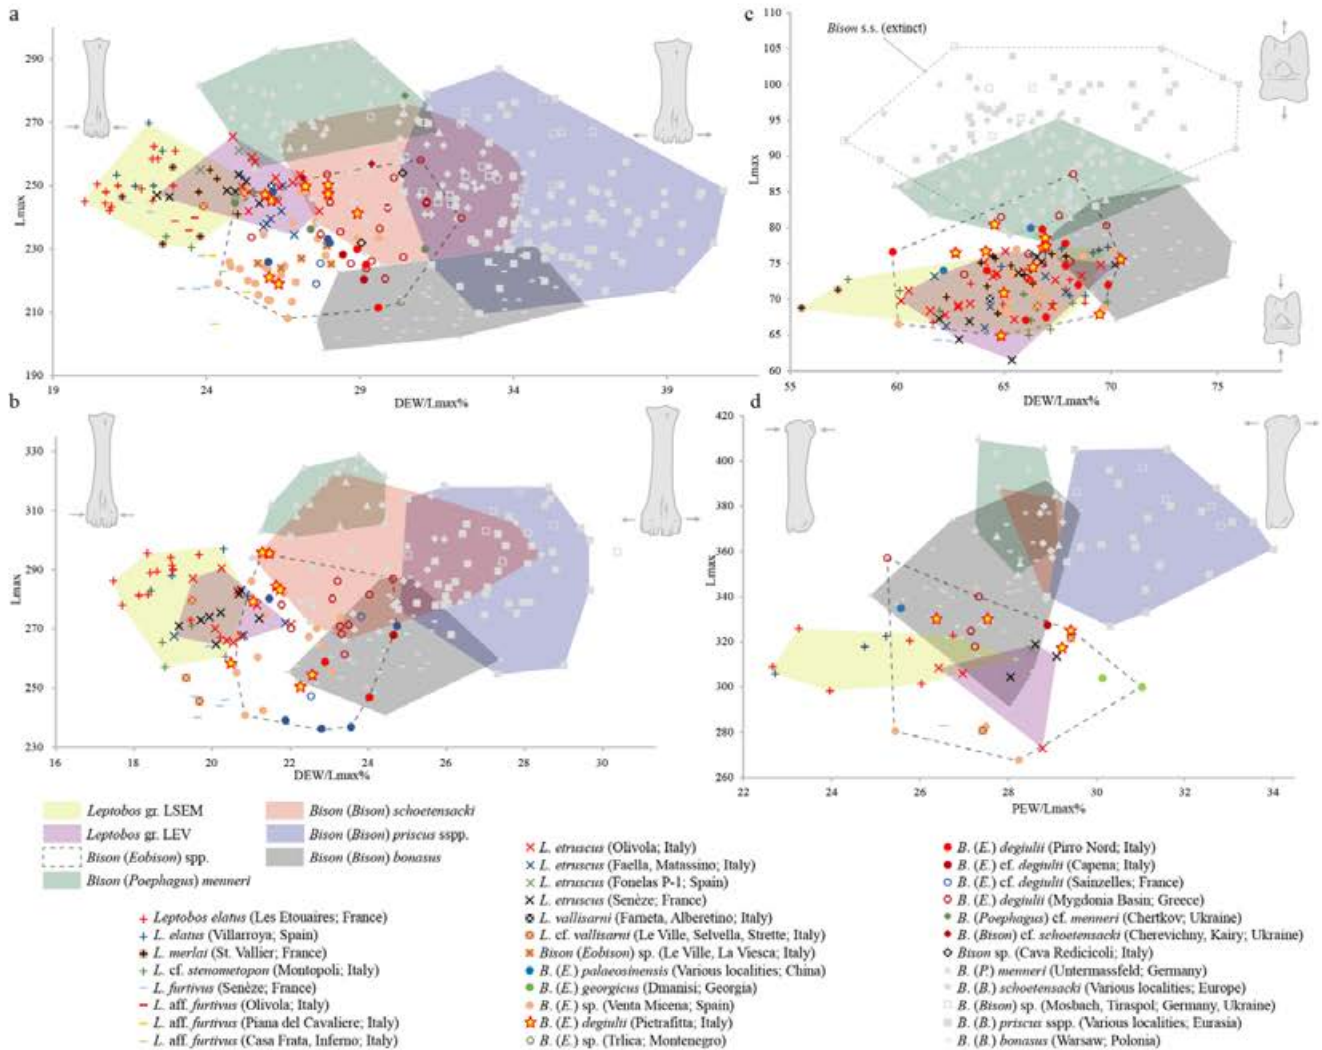 a
c
290
270
250
230
210
190
Lmax
19
24
29
34
39
DEW/Lmax%
Bison s.s. (extinct)
110
105
100
95
90
85
80
75
70
65
60
Lmax
55
60
65
70
75
DEW/Lmax%
b
d
330
310
290
270
250
230
Lmax
16
18
20
22
24
26
28
30
DEW/Lmax%
420
400
380
360
340
320
300
280
260
Lmax
22
24
26
28
30
32
34
PEW/Lmax%
Leptobos gr. LSEM
Leptobos gr. LEV
Bison (Eobison) spp.
Bison (Poephagus) menneri
Bison (Bison) schoetensacki
Bison (Bison) priscus sspp.
Bison (Bison) bonasus
Leptobos elatus (Les Etouaires; France)
L. elatus (Villarroya; Spain)
L. merlai (St. Vallier; France)
L. cf. stenometopon (Montopoli; Italy)
L. furtivus (Senèze; France)
L. aff. furtivus (Olivola; Italy)
L. aff. furtivus (Piana del Cavaliere; Italy)
L. aff. furtivus (Casa Frata, Inferno; Italy)
L. etruscus (Olivola; Italy)
L. etruscus (Faella, Matassino; Italy)
L. etruscus (Fonelas P-1; Spain)
L. etruscus (Senèze; France)
L. vallisarni (Farneta, Alberetino; Italy)
L. cf. vallisarni (Le Ville, Selvella, Strette; Italy)
Bison (Eobison) sp. (Le Ville, La Viesca; Italy)
B. (E.) palaeosinensis (Various localities; China)
B. (E.) georgicus (Dmanisi; Georgia)
B. (E.) sp. (Venta Micena; Spain)
B. (E.) degiulii (Pietrafitta; Italy)
B. (E.) sp. (Trlica; Montenegro)
B. (E.) degiulii (Pirro Nord; Italy)
B. (E.) cf. degiulii (Capena; Italy)
B. (E.) cf. degiulii (Sainzelles; France)
B. (E.) degiulii (Mygdonia Basin; Greece)
B. (Poephagus) cf. menneri (Chertkov; Ukraine)
B. (Bison) cf. schoetensacki (Cherevichny, Kairy; Ukraine)
Bison sp. (Cava Redicicoli; Italy)
B. (P.) menneri (Untermassfeld; Germany)
B. (B.) schoetensacki (Various localities; Europe)
B. (Bison) sp. (Mosbach, Tiraspol; Germany, Ukraine)
B. (B.) priscus sspp. (Various localities; Eurasia)
B. (B.) bonasus (Warsaw; Polonia)